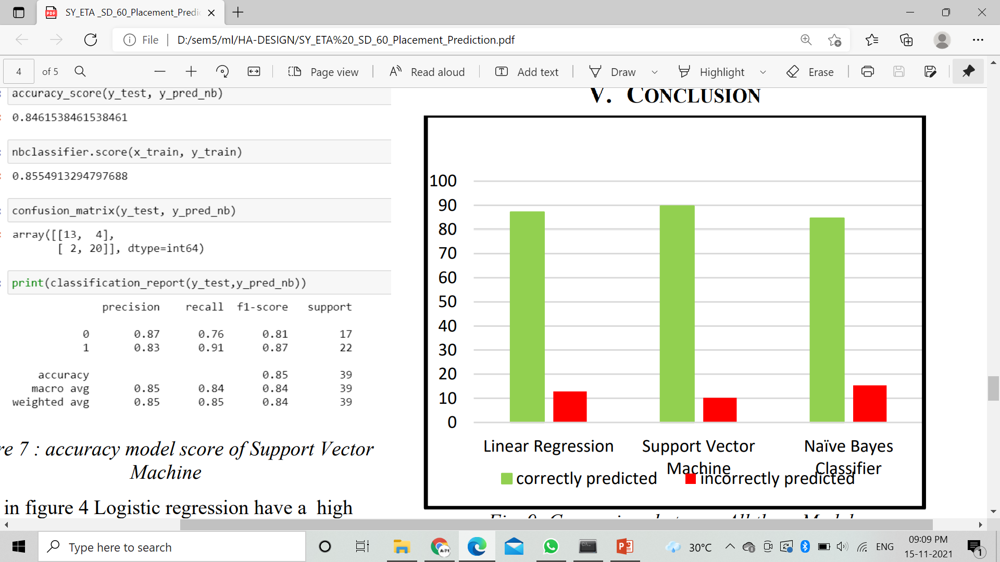 SY_ETA _SD_60_Placement_Predic
File
D:/sem5/ml/HA-DESIGN/SY_ETA%20_SD_60_Placement_Prediction.pdf
4 of 5
Page view
Read aloud
Add text
Draw
Highlight
Erase
accuracy_score(y_test, y_pred_nb)
0.8461538461538461
nbclassifier.score(x_train, y_train)
0.8554913294797688
confusion_matrix(y_test, y_pred_nb)
array([[13, 4],
[ 2, 20]], dtype=int64)
print(classification_report(y_test,y_pred_nb))
precision recall f1-score support
0 0.87 0.76 0.81 17
1 0.83 0.91 0.87 22
accuracy 0.85 39
macro avg 0.85 0.84 0.84 39
weighted avg 0.85 0.85 0.84 39
re 7 : accuracy model score of Support Vector
Machine
in figure 4 Logistic regression have a high
V. CONCLUSION
100
90
80
70
60
50
40
30
20
10
0
Linear Regression
Support Vector
Machine
Naïve Bayes
Classifier
correctly predicted
incorrectly predicted
Type here to search
A-71
30°C
ENG
09:09 PM
15-11-2021
1